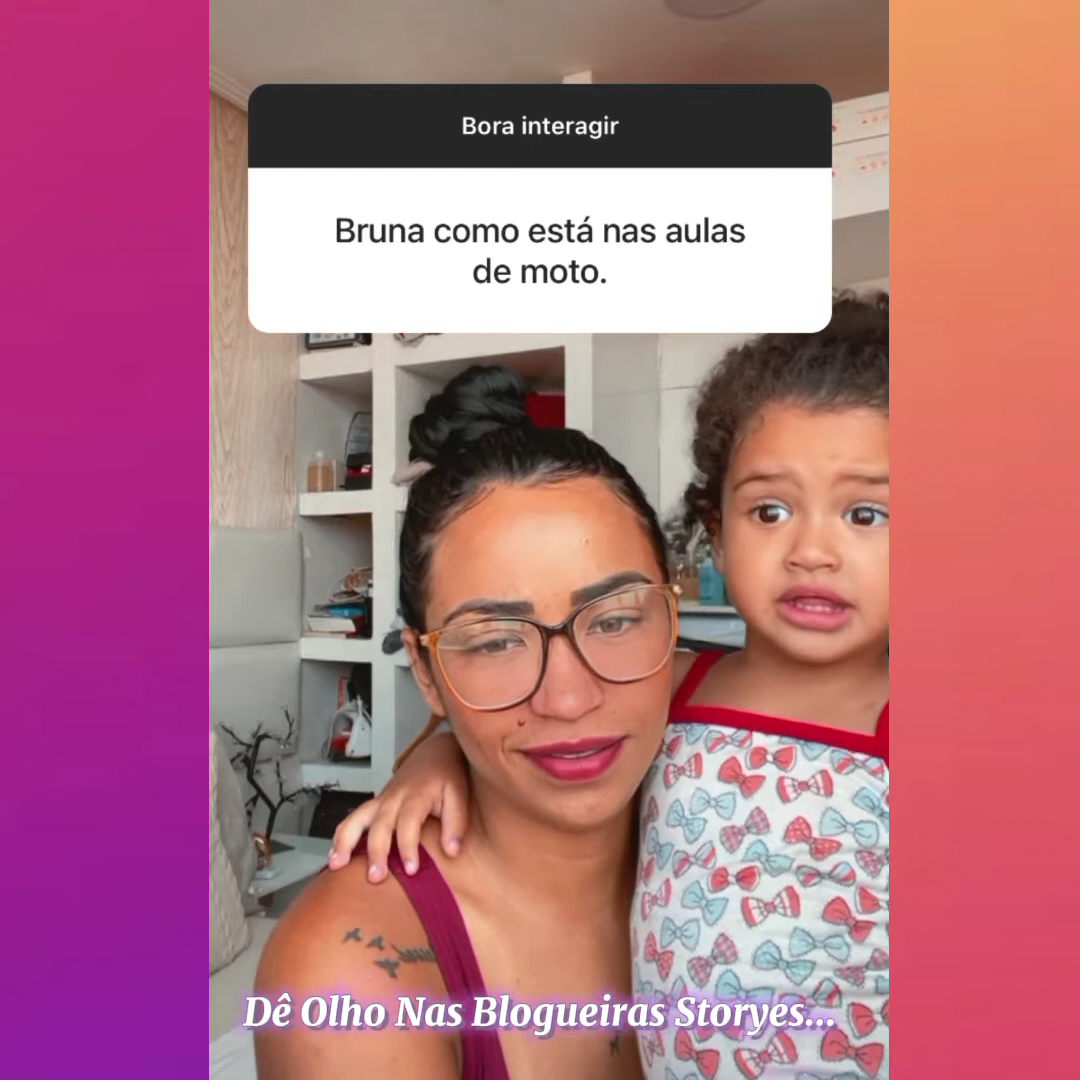 Bora interagir
Bruna como está nas aulas
de moto.
Dê Olho Nas Blogueiras Storyes...